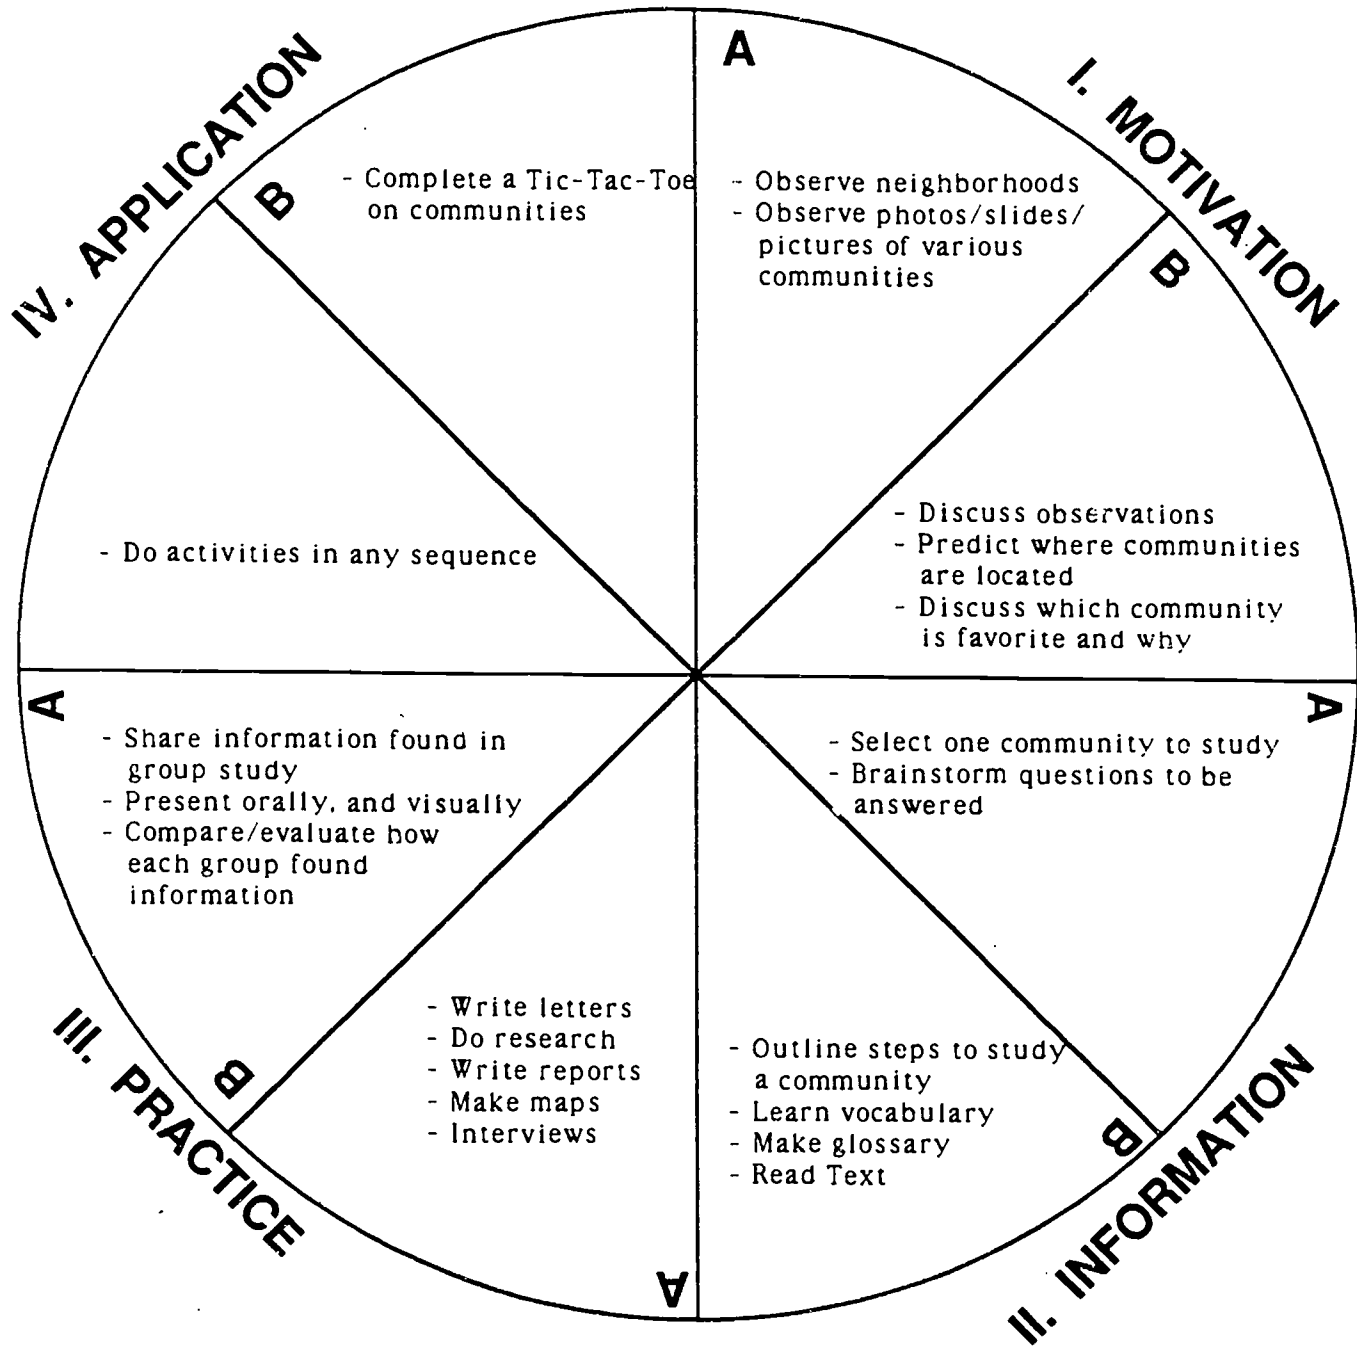 I. MOTIVATION
A
- Observe neighborhoods
- Observe photos/slides/
pictures of various
communities
B
- Discuss observations
- Predict where communities
are located
- Discuss which community
is favorite and why
II. INFORMATION
A
- Select one community to study
- Brainstorm questions to be
answered
B
- Outline steps to study
a community
- Learn vocabulary
- Make glossary
- Read Text
III. PRACTICE
A
- Write letters
- Do research
- Write reports
- Make maps
- Interviews
B
- Share information found in
group study
- Present orally, and visually
- Compare/evaluate how
each group found
information
IV. APPLICATION
A
- Do activities in any sequence
B
- Complete a Tic-Tac-Toe
on communities